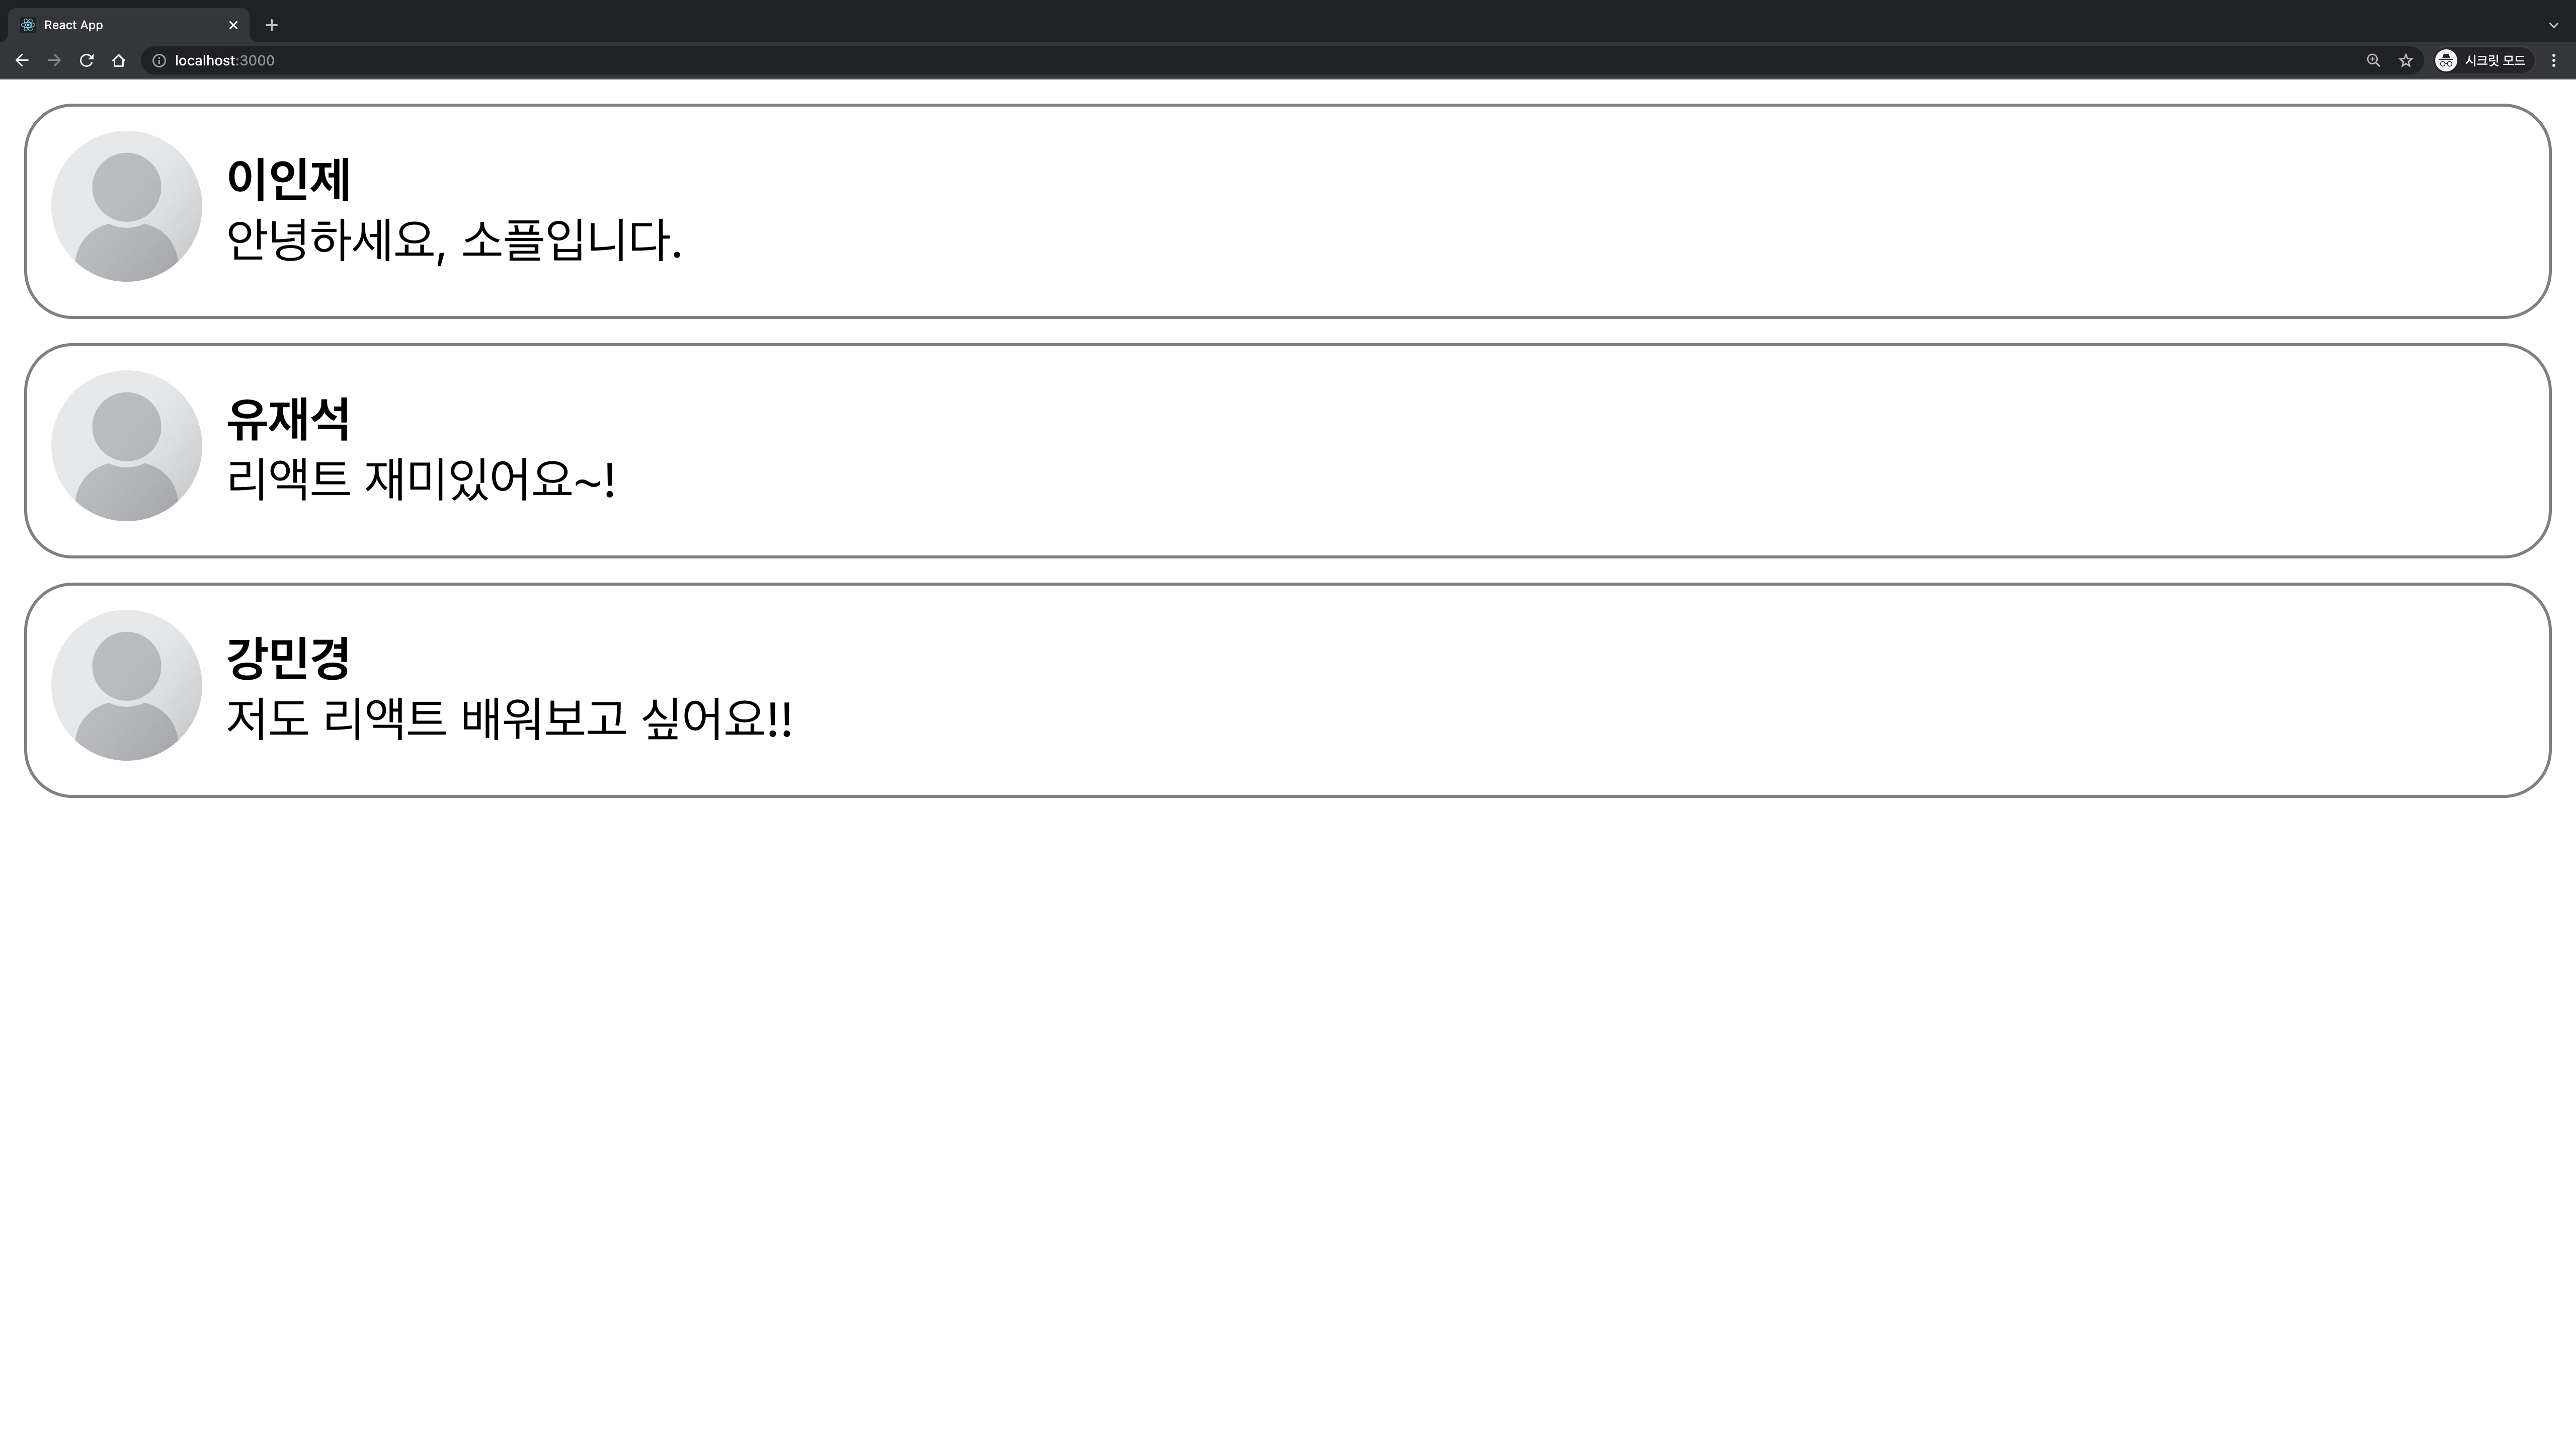 React App
localhost:3000
시크릿 모드
이인제
안녕하세요, 소플입니다.
유재석
리액트 재미있어요~!
강민경
저도 리액트 배워보고 싶어요!!